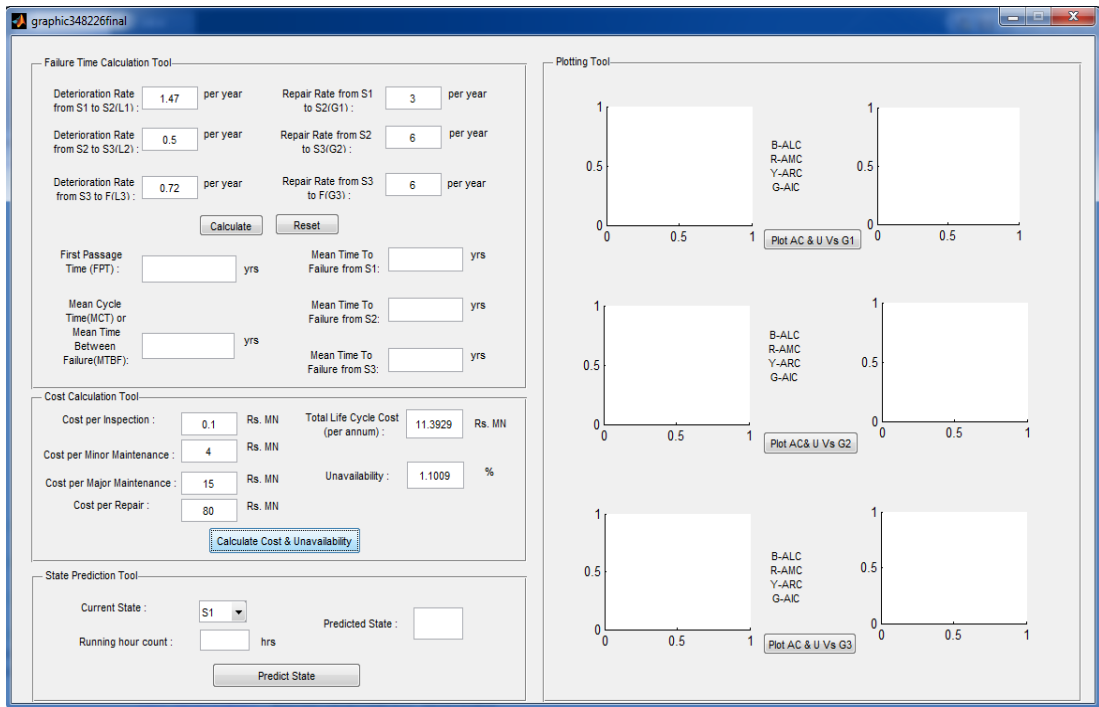 graphic348226final
Failure Time Calculation Tool
Deterioration Rate
from S1 to S2(L1) :
1.47
per year
Repair Rate from S1
to S2(G1) :
3
per year
Deterioration Rate
from S2 to S3(L2) :
0.5
per year
Repair Rate from S2
to S3(G2) :
6
per year
Deterioration Rate
from S3 to F(L3) :
0.72
per year
Repair Rate from S3
to F(G3) :
6
per year
Calculate
Reset
First Passage
Time (FPT) :
yrs
Mean Time To
Failure from S1:
yrs
Mean Cycle
Time(MCT) or
Mean Time
Between
Failure(MTBF):
yrs
Mean Time To
Failure from S2:
yrs
Mean Time To
Failure from S3:
yrs
Cost Calculation Tool
Cost per Inspection :
0.1
Rs. MN
Total Life Cycle Cost
(per annum) :
11.3929
Rs. MN
Cost per Minor Maintenance :
4
Rs. MN
Cost per Major Maintenance :
15
Rs. MN
Unavailability :
1.1009
%
Cost per Repair :
80
Rs. MN
Calculate Cost & Unavailability
State Prediction Tool
Current State :
S1
Running hour count :
hrs
Predicted State :
Predict State
Plotting Tool
1
0.5
0
0
0.5
1
B-ALC
R-AMC
Y-ARC
G-AIC
Plot AC & U Vs G1
1
0.5
0
0
0.5
1
1
0.5
0
0
0.5
1
B-ALC
R-AMC
Y-ARC
G-AIC
Plot AC& U Vs G2
1
0.5
0
0
0.5
1
1
0.5
0
0
0.5
1
B-ALC
R-AMC
Y-ARC
G-AIC
Plot AC & U Vs G3
1
0.5
0
0
0.5
1